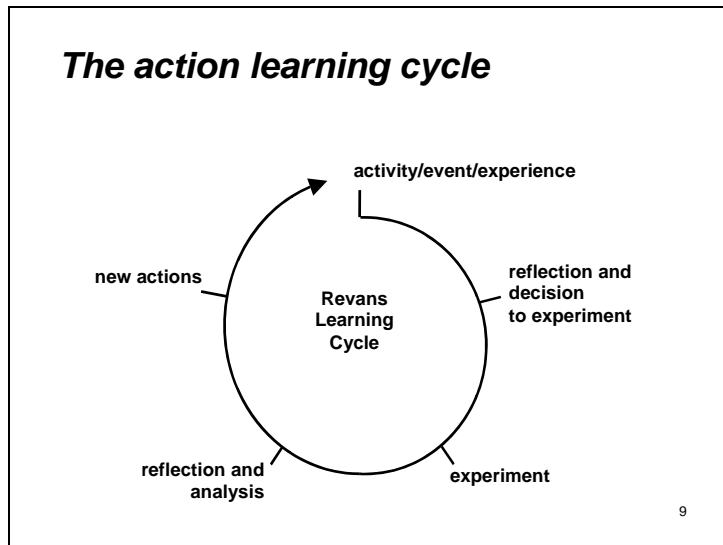 The action learning cycle
activity/event/experience
reflection and
decision
to experiment
experiment
reflection and
analysis
new actions
Revans
Learning
Cycle
9